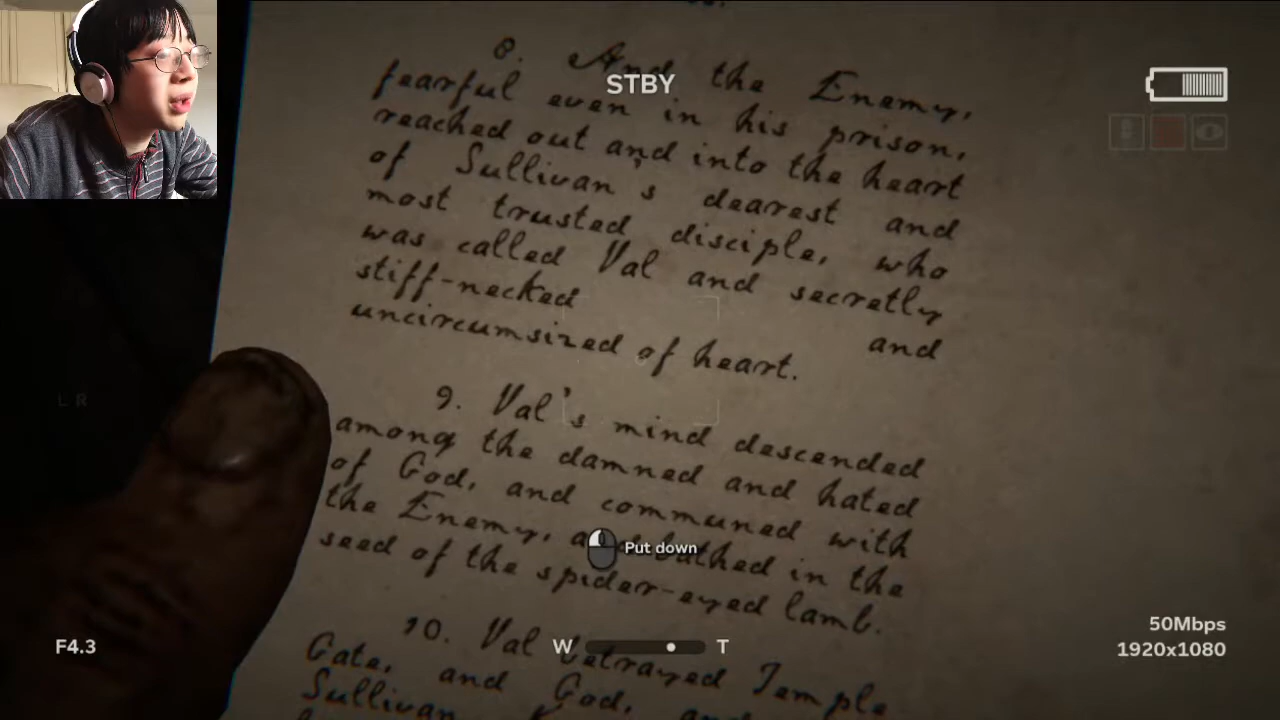 8. And the Enemy,
fearful even in his prison,
reached out and into the heart
of Sullivan's dearest and
most trusted disciple, who
was called Val and secretly
stiff-necked and
uncircumsized of heart.
9. Val's mind descended
among the damned and hated
of God, and communed with
the Enemy, and bathed in the
seed of the spider-eyed lamb.
10. Val betrayed Temple
Gate, and God, and
Sullivan
STBY
L R
Put down
F4.3
W T
50Mbps
1920x1080